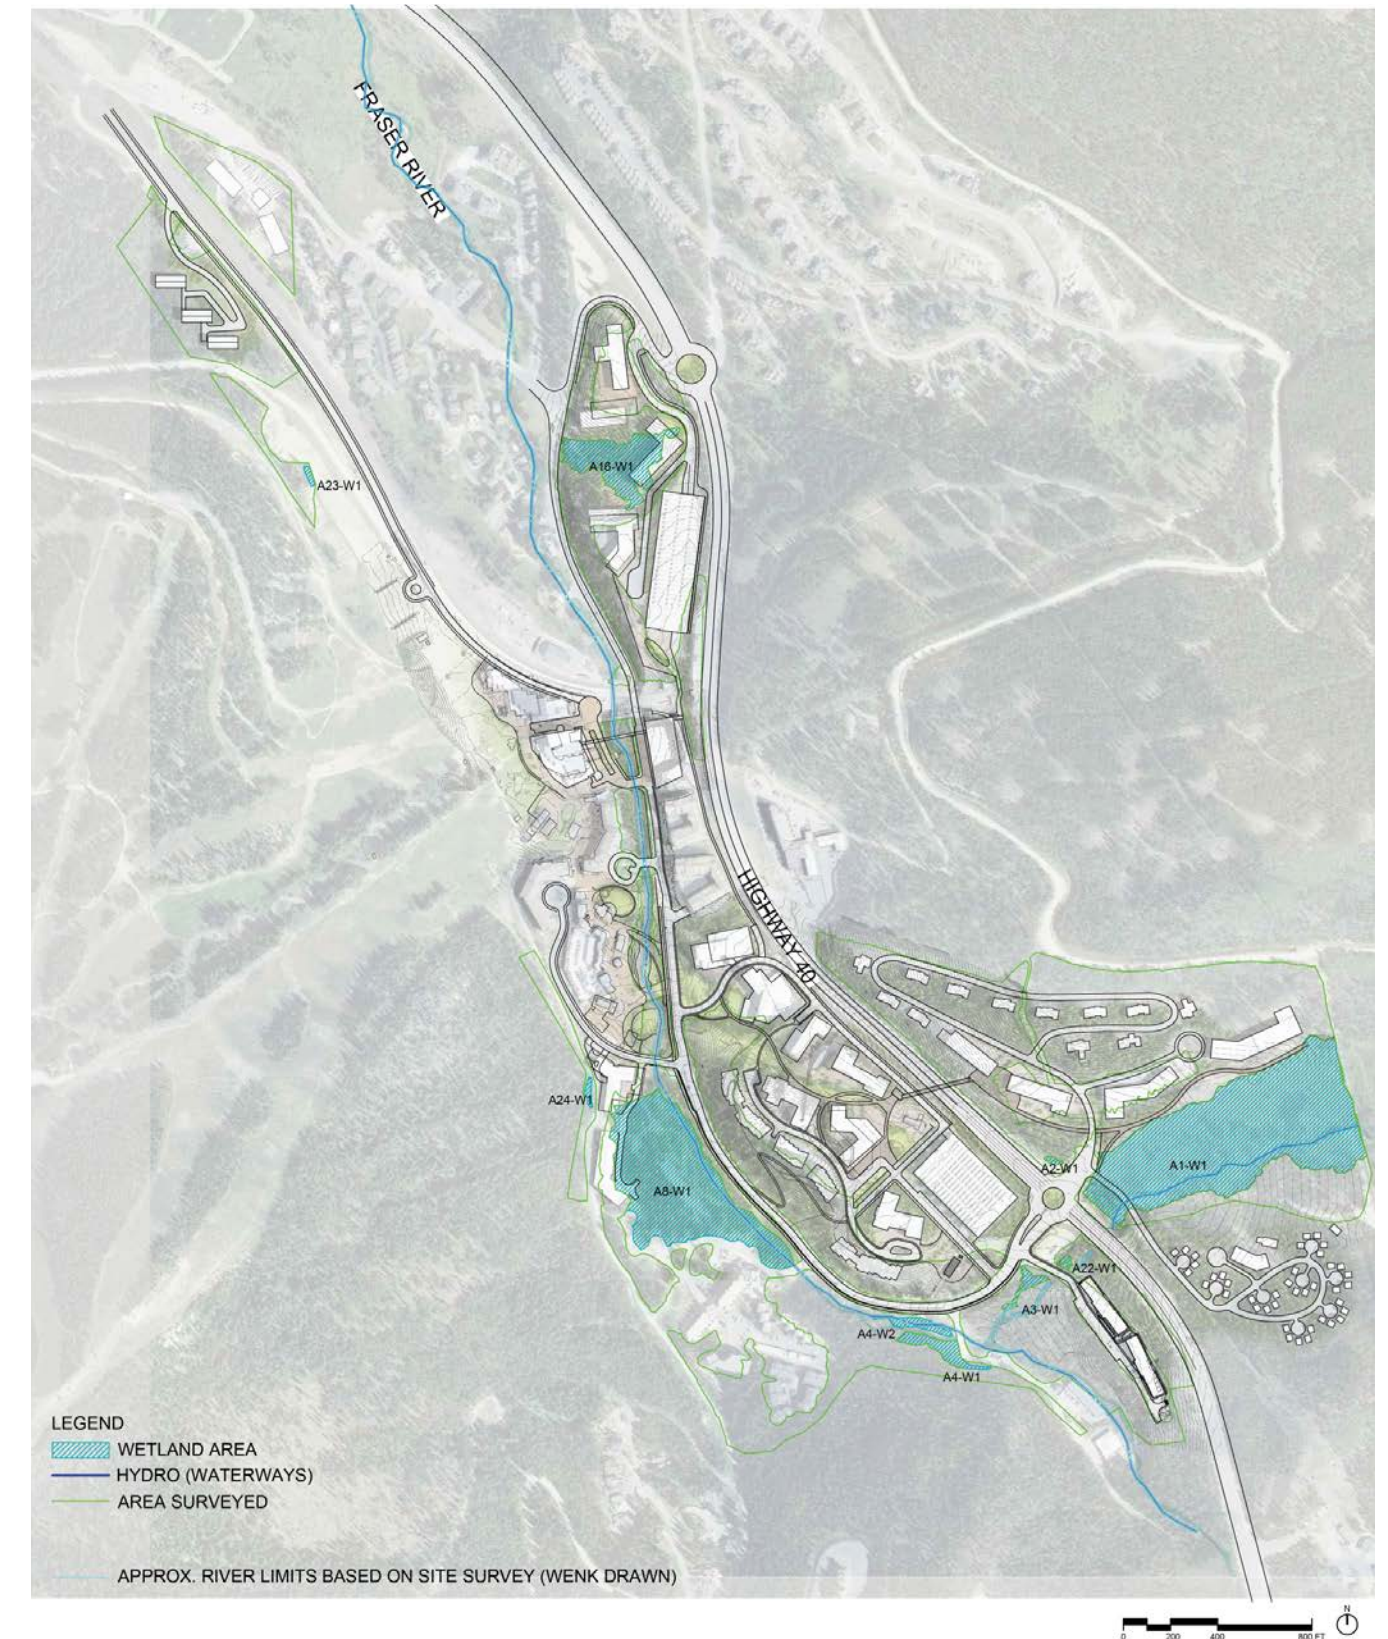 FRASER RIVER
A16-W1
A23-W1
HIGHWAY 40
A24-W1
A8-W1
A2-W1
A1-W1
A22-W1
A3-W1
A4-W2
A4-W1
LEGEND
WETLAND AREA
HYDRO (WATERWAYS)
AREA SURVEYED
APPROX. RIVER LIMITS BASED ON SITE SURVEY (WENK DRAWN)
N
0 200 400 800 FT